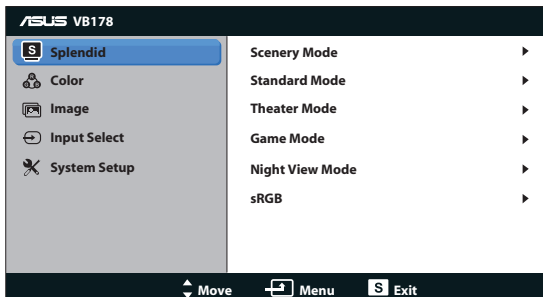 ASUS VB178
S Splendid
Color
Image
Input Select
System Setup
Scenery Mode
Standard Mode
Theater Mode
Game Mode
Night View Mode
sRGB
Move Menu S Exit